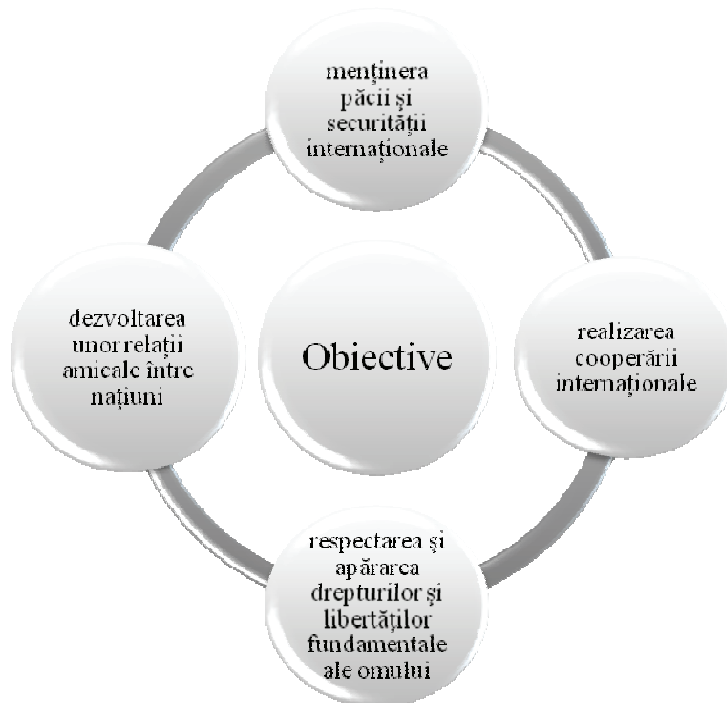 menținera
păcii și
securității
internaționale
dezvoltarea
unor relații
amicale între
națiuni
Obiective
realizarea
cooperării
internaționale
respectarea și
apărarea
drepturilor și
libertăților
fundamentale
ale omului